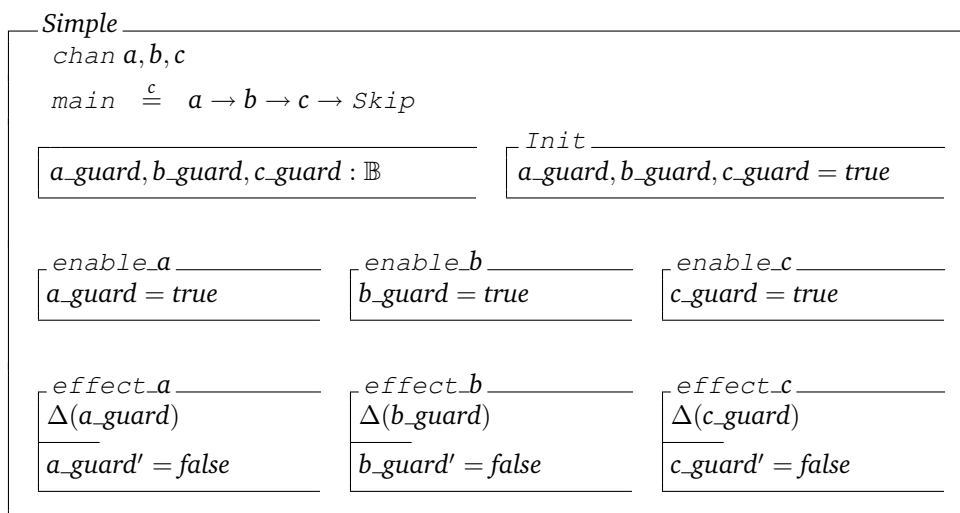 Simple
chan a, b, c
main c= a → b → c → Skip
Init
a_guard, b_guard, c_guard : 𝔹 a_guard, b_guard, c_guard = true
enable_a enable_b enable_c
a_guard = true b_guard = true c_guard = true
effect_a effect_b effect_c
Δ(a_guard) Δ(b_guard) Δ(c_guard)
a_guard′ = false b_guard′ = false c_guard′ = false